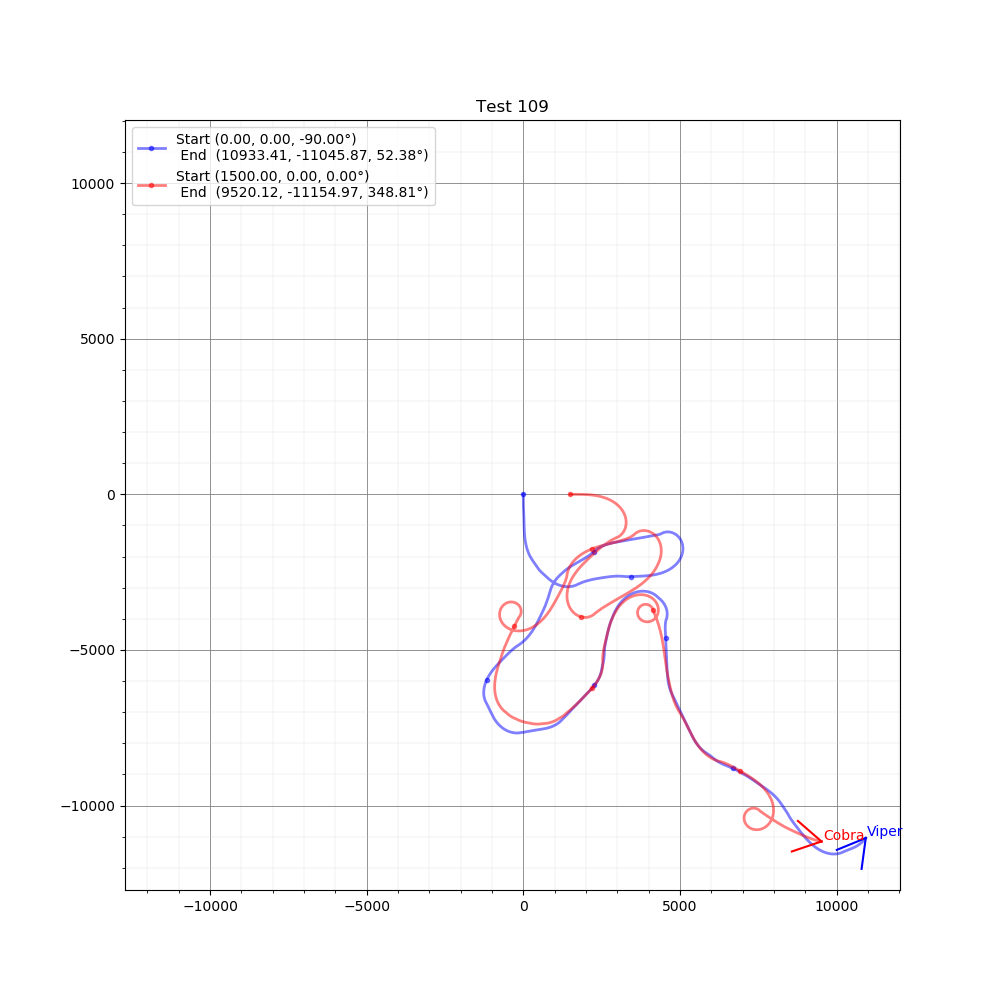 Test 109
Start (0.00, 0.00, -90.00°)
End (10933.41, -11045.87, 52.38°)
Start (1500.00, 0.00, 0.00°)
End (9520.12, -11154.97, 348.81°)
10000
5000
0
−5000
−10000
Cobra
Viper
−10000
−5000
0
5000
10000